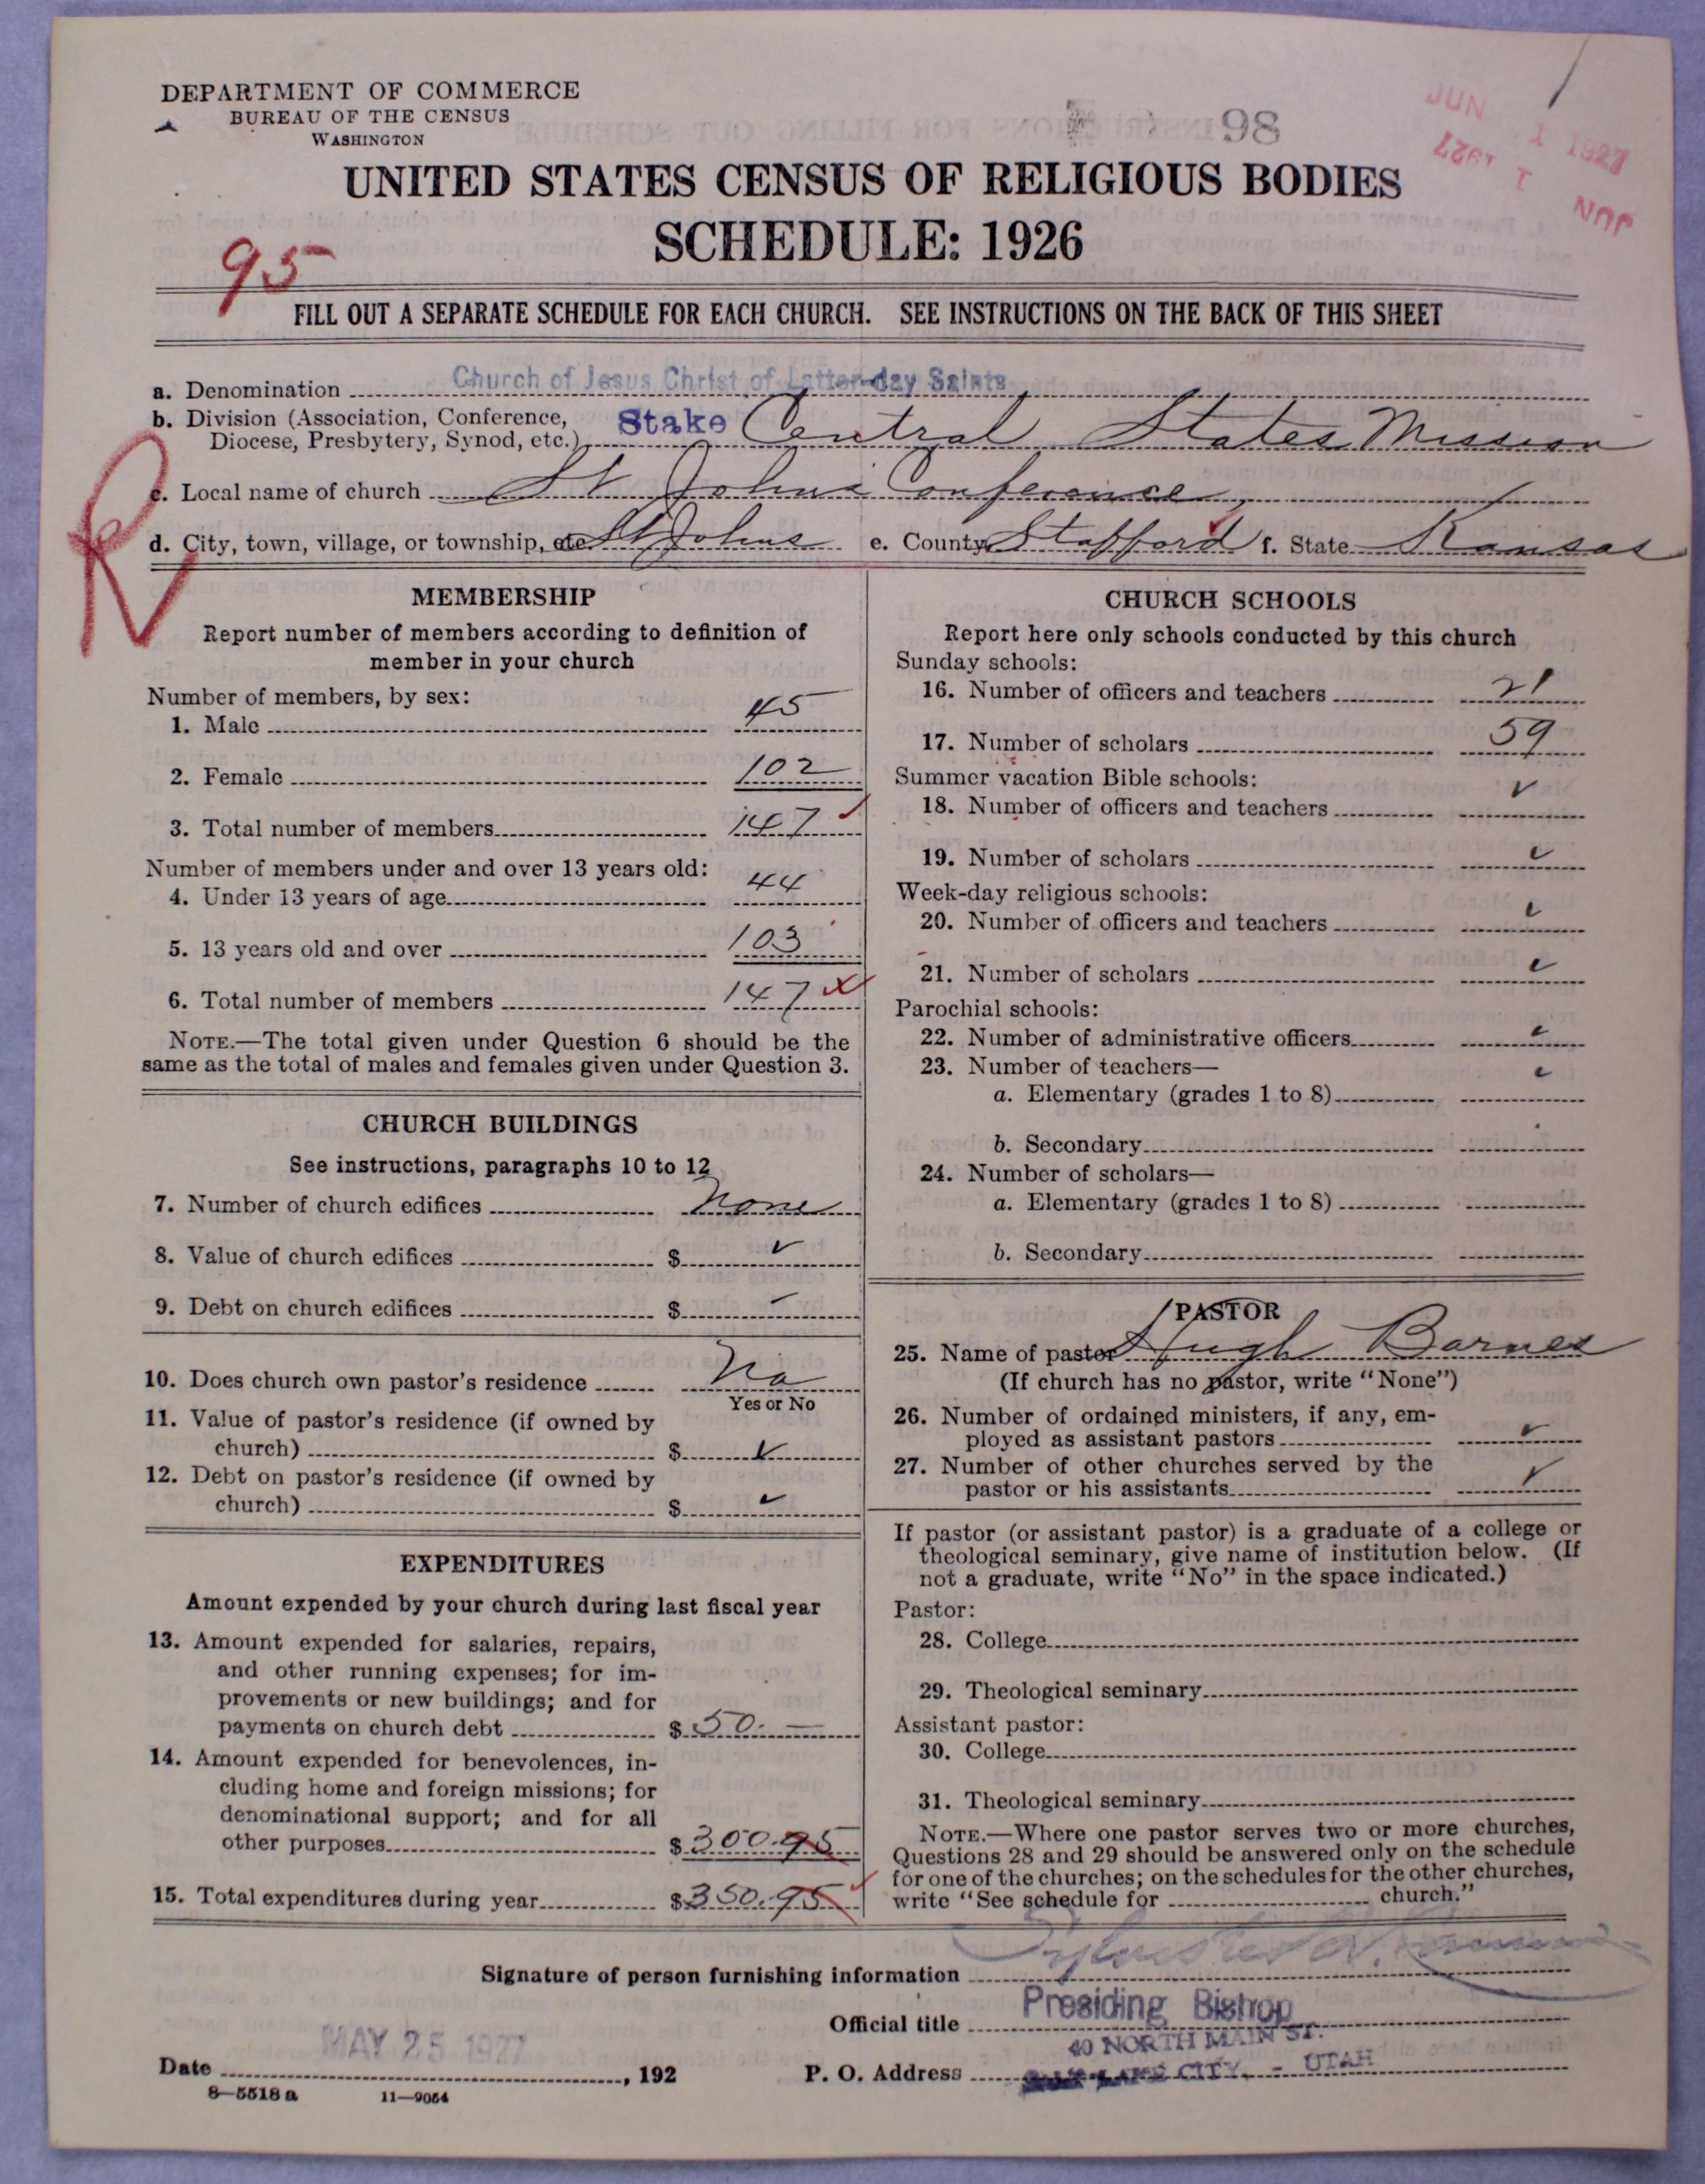 DEPARTMENT OF COMMERCE
BUREAU OF THE CENSUS
WASHINGTON
98
JUN 1 1927
JUN 1 1927
UNITED STATES CENSUS OF RELIGIOUS BODIES
SCHEDULE: 1926
95
FILL OUT A SEPARATE SCHEDULE FOR EACH CHURCH. SEE INSTRUCTIONS ON THE BACK OF THIS SHEET
a. Denomination Church of Jesus Christ of Latter-day Saints
b. Division (Association, Conference,
Diocese, Presbytery, Synod, etc.) Stake Central States Mission
R
c. Local name of church St Johns Conference
d. City, town, village, or township, etc. St Johns e. County Stafford f. State Kansas
MEMBERSHIP
Report number of members according to definition of
member in your church
Number of members, by sex:
1. Male 45
2. Female 102
3. Total number of members 147
Number of members under and over 13 years old:
4. Under 13 years of age 44
5. 13 years old and over 103
6. Total number of members 147
NOTE.—The total given under Question 6 should be the
same as the total of males and females given under Question 3.
CHURCH BUILDINGS
See instructions, paragraphs 10 to 12
7. Number of church edifices none
8. Value of church edifices $ ✓
9. Debt on church edifices $ –
10. Does church own pastor's residence No
Yes or No
11. Value of pastor's residence (if owned by
church) $ ✓
12. Debt on pastor's residence (if owned by
church) $ ✓
EXPENDITURES
Amount expended by your church during last fiscal year
13. Amount expended for salaries, repairs,
and other running expenses; for im-
provements or new buildings; and for
payments on church debt $ 50.—
14. Amount expended for benevolences, in-
cluding home and foreign missions; for
denominational support; and for all
other purposes $ 300.95
15. Total expenditures during year $ 350.95
CHURCH SCHOOLS
Report here only schools conducted by this church
Sunday schools:
16. Number of officers and teachers 21
17. Number of scholars 59
Summer vacation Bible schools:
18. Number of officers and teachers ✓
19. Number of scholars ✓
Week-day religious schools:
20. Number of officers and teachers ✓
21. Number of scholars ✓
Parochial schools:
22. Number of administrative officers ✓
23. Number of teachers— ✓
a. Elementary (grades 1 to 8)
b. Secondary
24. Number of scholars—
a. Elementary (grades 1 to 8)
b. Secondary
PASTOR
25. Name of pastor Hugh Barnes
(If church has no pastor, write "None")
26. Number of ordained ministers, if any, em-
ployed as assistant pastors ✓
27. Number of other churches served by the
pastor or his assistants ✓
If pastor (or assistant pastor) is a graduate of a college or
theological seminary, give name of institution below. (If
not a graduate, write "No" in the space indicated.)
Pastor:
28. College
29. Theological seminary
Assistant pastor:
30. College
31. Theological seminary
NOTE.—Where one pastor serves two or more churches,
Questions 28 and 29 should be answered only on the schedule
for one of the churches; on the schedules for the other churches,
write "See schedule for church."
Signature of person furnishing information
Official title Presiding Bishop
40 NORTH MAIN ST.
P. O. Address SALT LAKE CITY, - UTAH
Date MAY 25 1927, 192
8—5518 a 11—9054